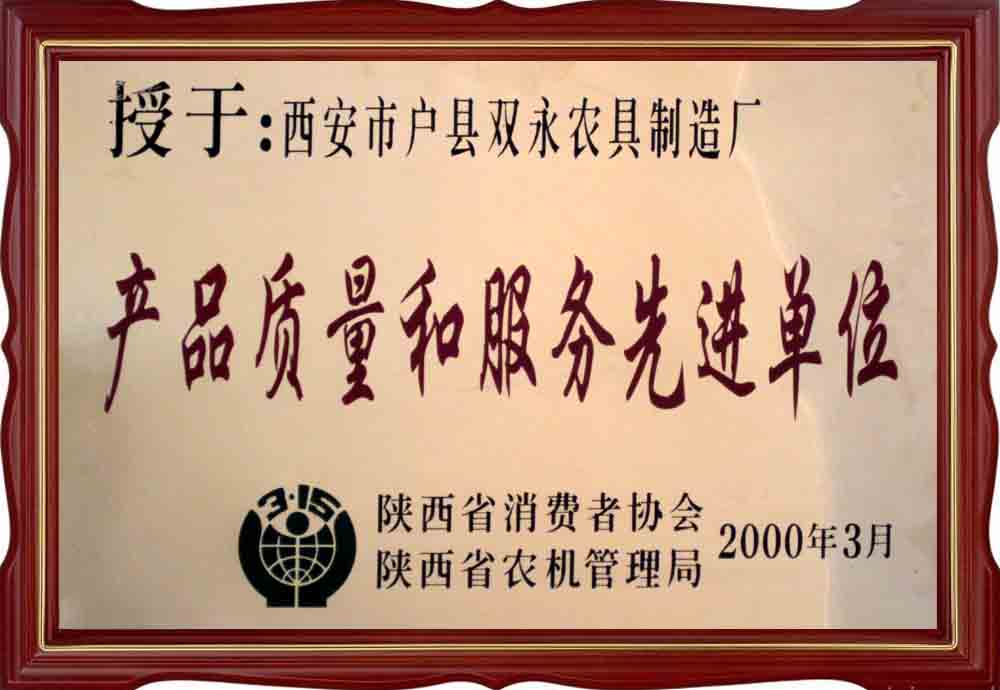 授于:西安市户县双永农具制造厂
产品质量和服务先进单位
3·15
陕西省消费者协会
陕西省农机管理局
2000年3月